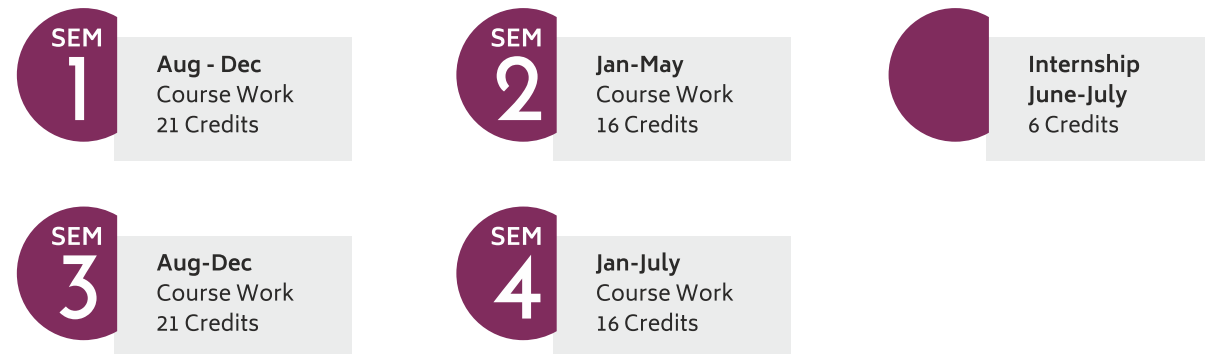 SEM
1
Aug - Dec
Course Work
21 Credits
SEM
2
Jan-May
Course Work
16 Credits
Internship
June-July
6 Credits
SEM
3
Aug-Dec
Course Work
21 Credits
SEM
4
Jan-July
Course Work
16 Credits